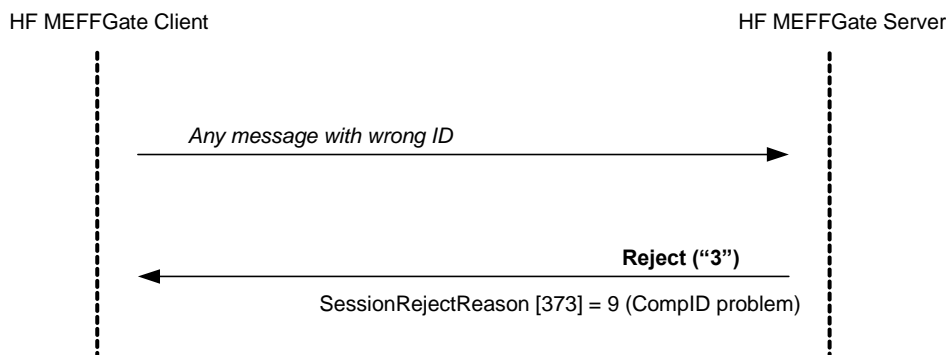 HF MEFFGate Client
HF MEFFGate Server
Any message with wrong ID
Reject (“3”)
SessionRejectReason [373] = 9 (CompID problem)